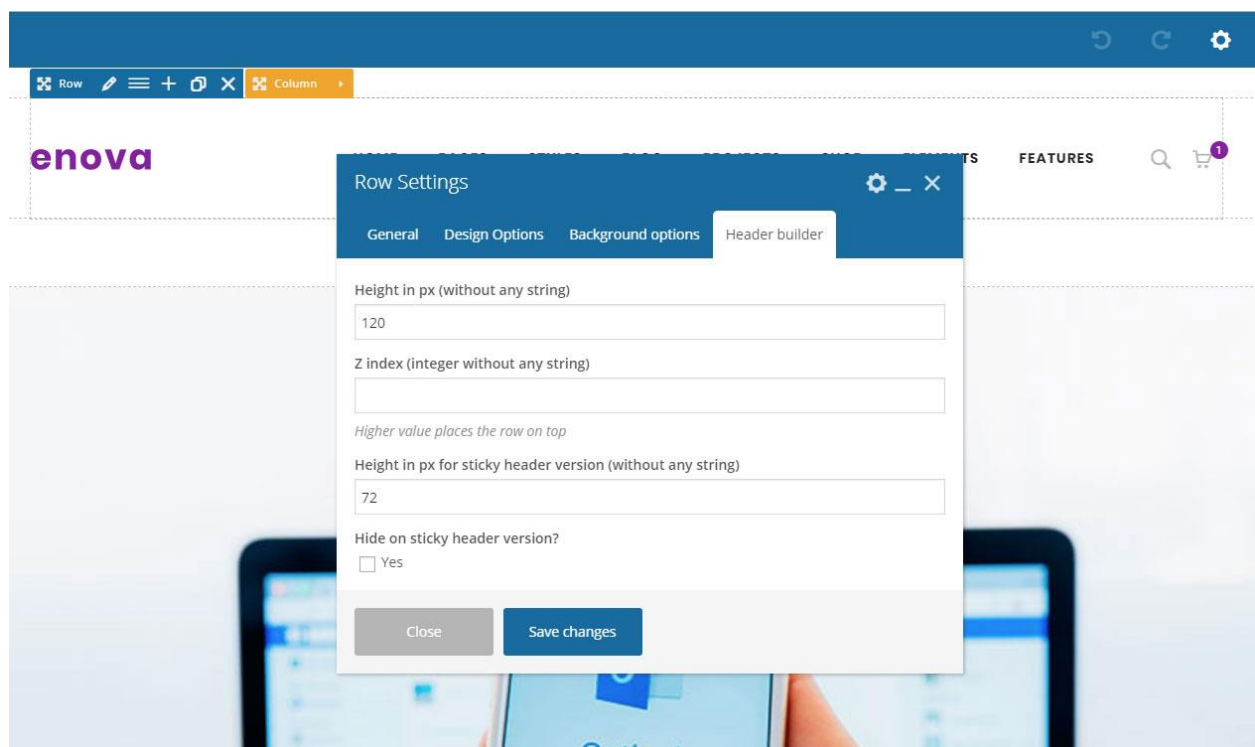 Row Column
enova
TS FEATURES 1
Row Settings
General Design Options Background options Header builder
Height in px (without any string)
120
Z index (integer without any string)
Higher value places the row on top
Height in px for sticky header version (without any string)
72
Hide on sticky header version?
Yes
Close Save changes